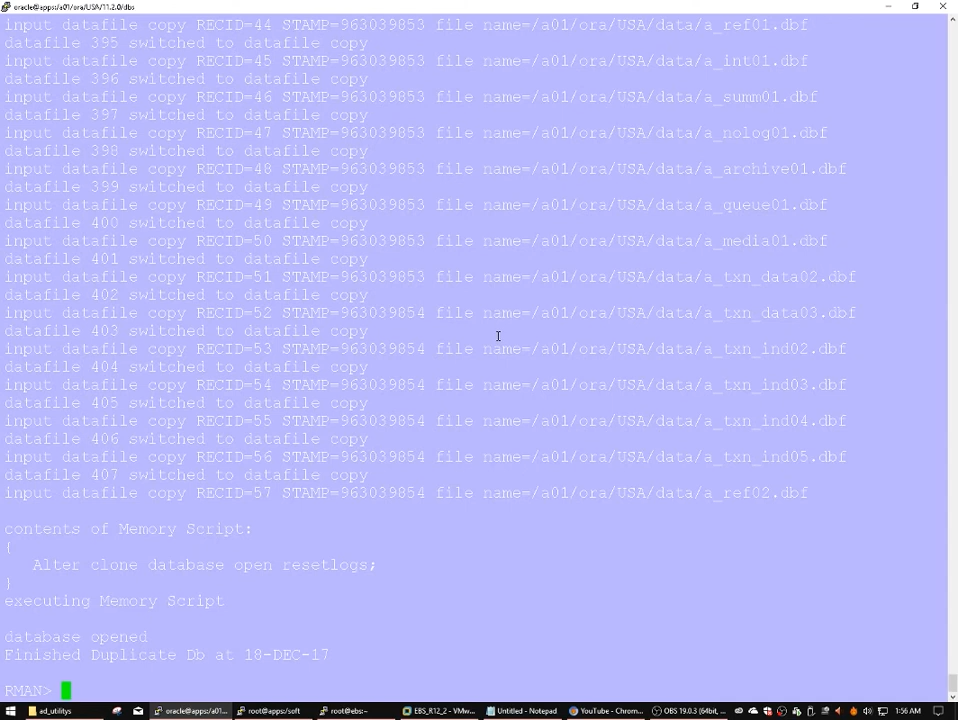 oracle@apps:/a01/ora/USA/11.2.0/dbs
input datafile copy RECID=44 STAMP=963039853 file name=/a01/ora/USA/data/a_ref01.dbf
datafile 395 switched to datafile copy
input datafile copy RECID=45 STAMP=963039853 file name=/a01/ora/USA/data/a_int01.dbf
datafile 396 switched to datafile copy
input datafile copy RECID=46 STAMP=963039853 file name=/a01/ora/USA/data/a_summ01.dbf
datafile 397 switched to datafile copy
input datafile copy RECID=47 STAMP=963039853 file name=/a01/ora/USA/data/a_nolog01.dbf
datafile 398 switched to datafile copy
input datafile copy RECID=48 STAMP=963039853 file name=/a01/ora/USA/data/a_archive01.dbf
datafile 399 switched to datafile copy
input datafile copy RECID=49 STAMP=963039853 file name=/a01/ora/USA/data/a_queue01.dbf
datafile 400 switched to datafile copy
input datafile copy RECID=50 STAMP=963039853 file name=/a01/ora/USA/data/a_media01.dbf
datafile 401 switched to datafile copy
input datafile copy RECID=51 STAMP=963039853 file name=/a01/ora/USA/data/a_txn_data02.dbf
datafile 402 switched to datafile copy
input datafile copy RECID=52 STAMP=963039854 file name=/a01/ora/USA/data/a_txn_data03.dbf
datafile 403 switched to datafile copy
input datafile copy RECID=53 STAMP=963039854 file name=/a01/ora/USA/data/a_txn_ind02.dbf
datafile 404 switched to datafile copy
input datafile copy RECID=54 STAMP=963039854 file name=/a01/ora/USA/data/a_txn_ind03.dbf
datafile 405 switched to datafile copy
input datafile copy RECID=55 STAMP=963039854 file name=/a01/ora/USA/data/a_txn_ind04.dbf
datafile 406 switched to datafile copy
input datafile copy RECID=56 STAMP=963039854 file name=/a01/ora/USA/data/a_txn_ind05.dbf
datafile 407 switched to datafile copy
input datafile copy RECID=57 STAMP=963039854 file name=/a01/ora/USA/data/a_ref02.dbf
contents of Memory Script:
{
Alter clone database open resetlogs;
}
executing Memory Script
database opened
Finished Duplicate Db at 18-DEC-17
RMAN>
ad_utilitys oracle@apps:/a01... root@apps:/soft root@ebs:~ EBS_R12_2 - VMw... Untitled - Notepad YouTube - Chrom... OBS 19.0.3 (64bit, ... 1:56 AM